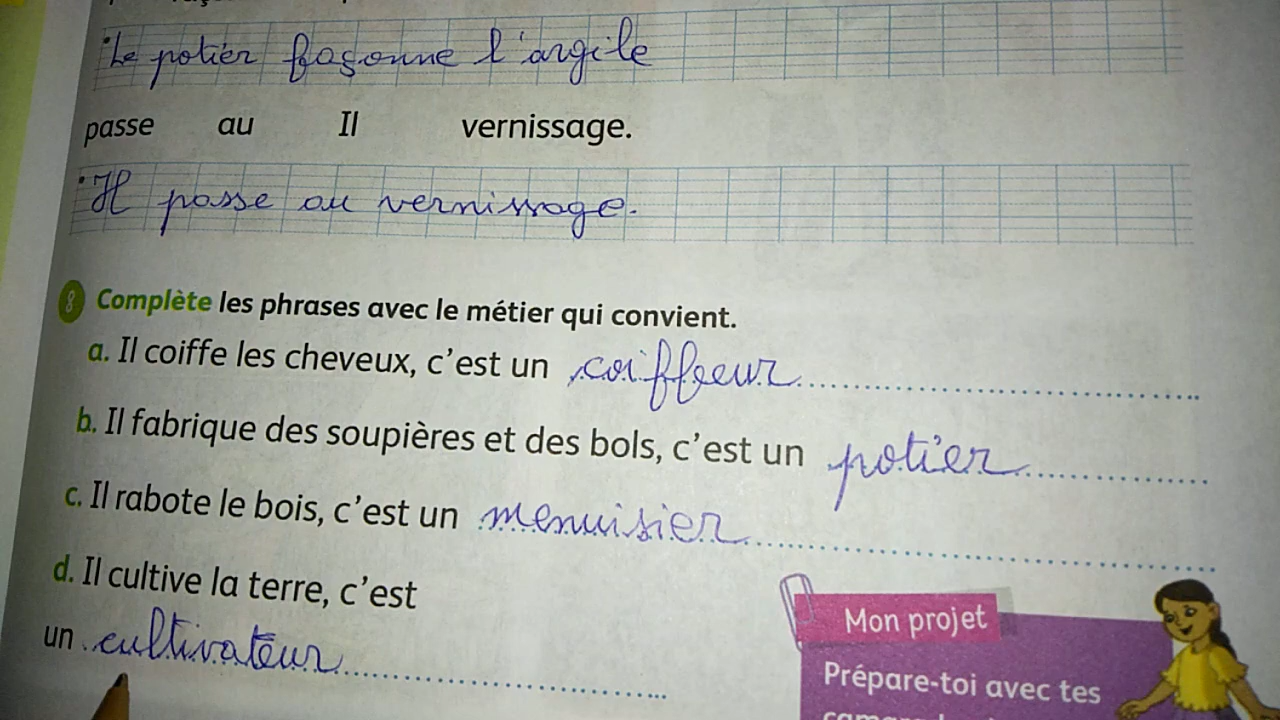 Le potier façonne l'argile
passe au Il vernissage.
Il passe au vernissage.
8 Complète les phrases avec le métier qui convient.
a. Il coiffe les cheveux, c'est un coiffeur
b. Il fabrique des soupières et des bols, c'est un potier
c. Il rabote le bois, c'est un menuisier
d. Il cultive la terre, c'est
un cultivateur
Mon projet
Prépare-toi avec tes